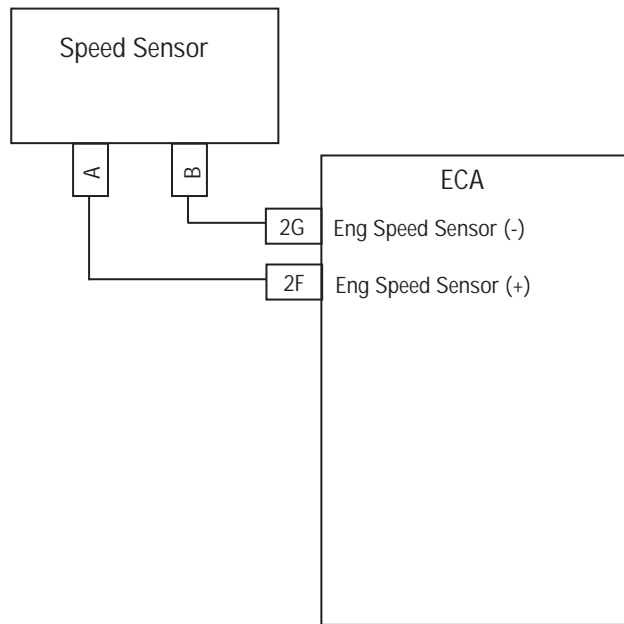 Speed Sensor
A
B
ECA
2G Eng Speed Sensor (-)
2F Eng Speed Sensor (+)